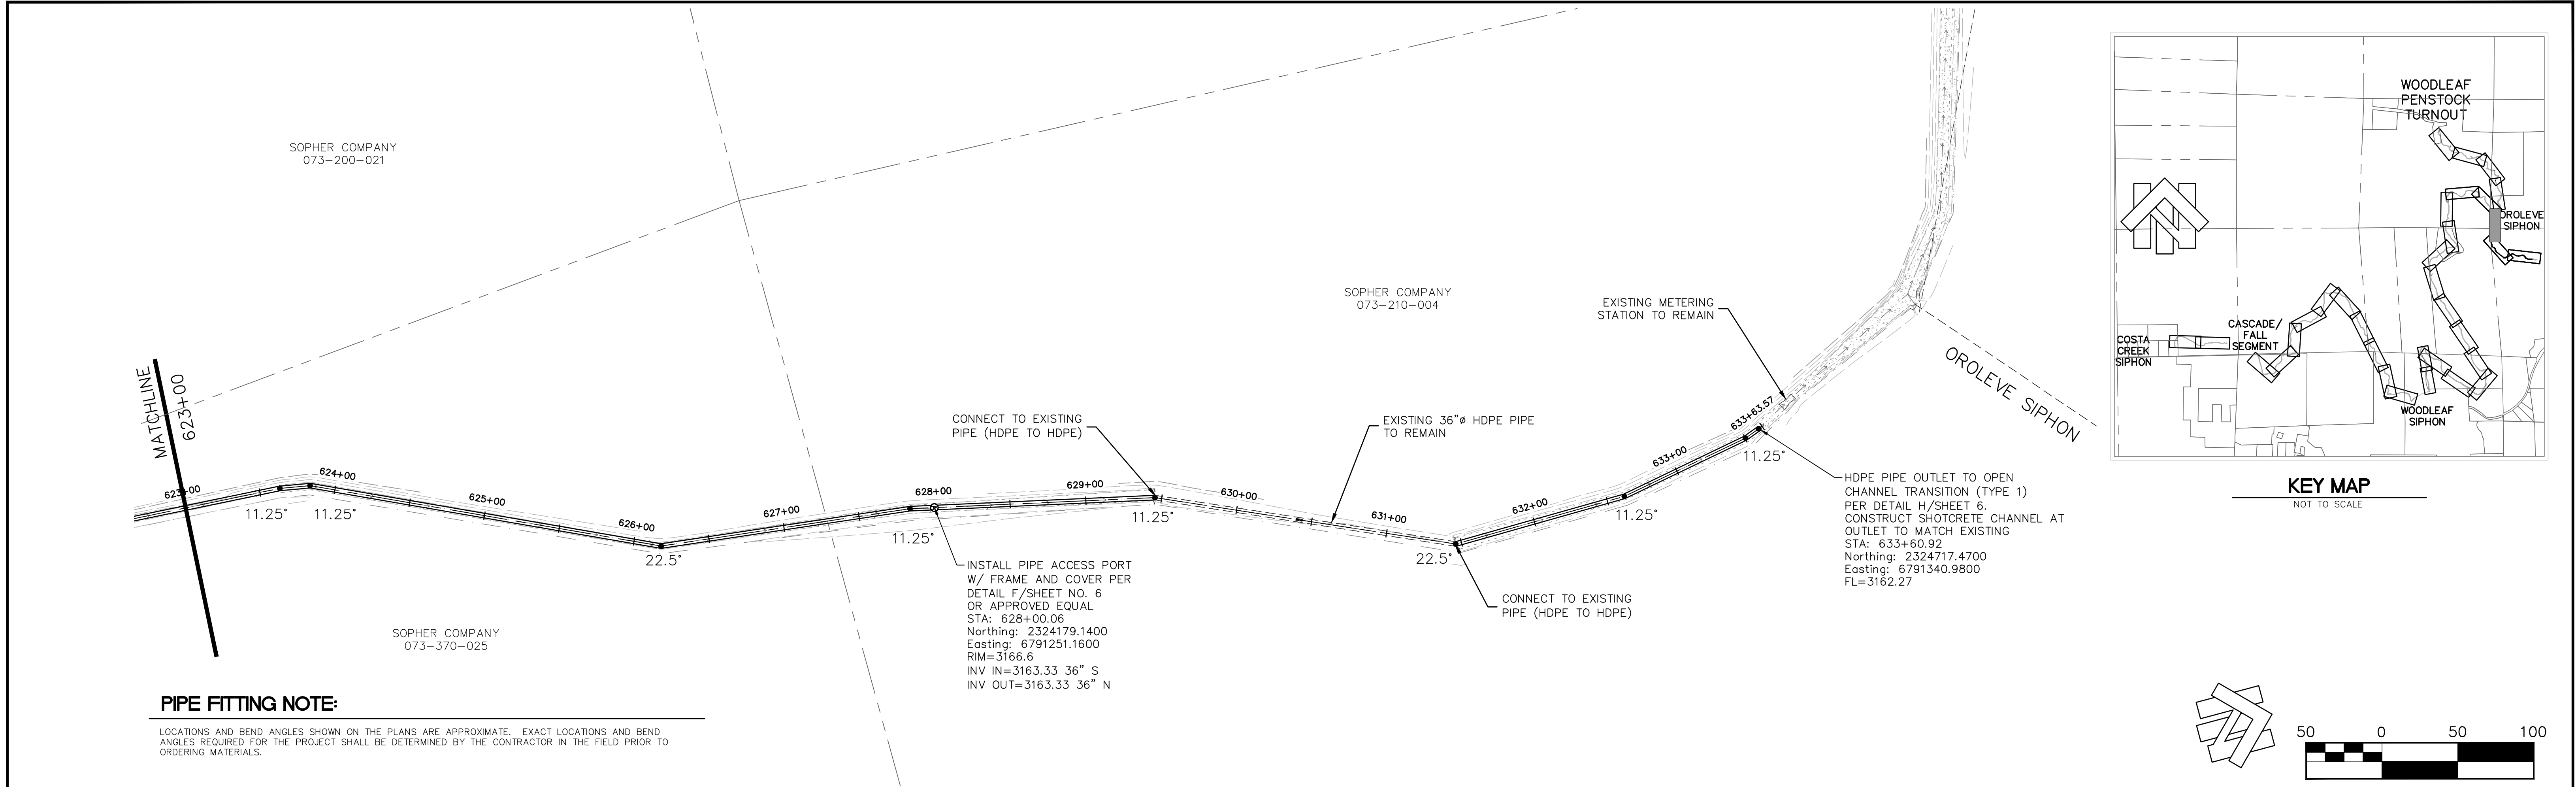 SOPHER COMPANY
073-200-021
MATCHLINE
623+00
623+00
11.25°
11.25°
624+00
625+00
626+00
22.5°
627+00
628+00
11.25°
629+00
CONNECT TO EXISTING
PIPE (HDPE TO HDPE)
11.25°
630+00
EXISTING 36"ø HDPE PIPE
TO REMAIN
631+00
22.5°
632+00
11.25°
633+00
633+63.57
11.25°
SOPHER COMPANY
073-210-004
EXISTING METERING
STATION TO REMAIN
OROLEVE SIPHON
HDPE PIPE OUTLET TO OPEN
CHANNEL TRANSITION (TYPE 1)
PER DETAIL H/SHEET 6.
CONSTRUCT SHOTCRETE CHANNEL AT
OUTLET TO MATCH EXISTING
STA: 633+60.92
Northing: 2324717.4700
Easting: 6791340.9800
FL=3162.27
CONNECT TO EXISTING
PIPE (HDPE TO HDPE)
INSTALL PIPE ACCESS PORT
W/ FRAME AND COVER PER
DETAIL F/SHEET NO. 6
OR APPROVED EQUAL
STA: 628+00.06
Northing: 2324179.1400
Easting: 6791251.1600
RIM=3166.6
INV IN=3163.33 36" S
INV OUT=3163.33 36" N
SOPHER COMPANY
073-370-025
PIPE FITTING NOTE:
LOCATIONS AND BEND ANGLES SHOWN ON THE PLANS ARE APPROXIMATE. EXACT LOCATIONS AND BEND
ANGLES REQUIRED FOR THE PROJECT SHALL BE DETERMINED BY THE CONTRACTOR IN THE FIELD PRIOR TO
ORDERING MATERIALS.
WOODLEAF
PENSTOCK
TURNOUT
OROLEVE
SIPHON
N
CASCADE/
FALL
SEGMENT
COSTA
CREEK
SIPHON
WOODLEAF
SIPHON
KEY MAP
NOT TO SCALE
N
50 0 50 100